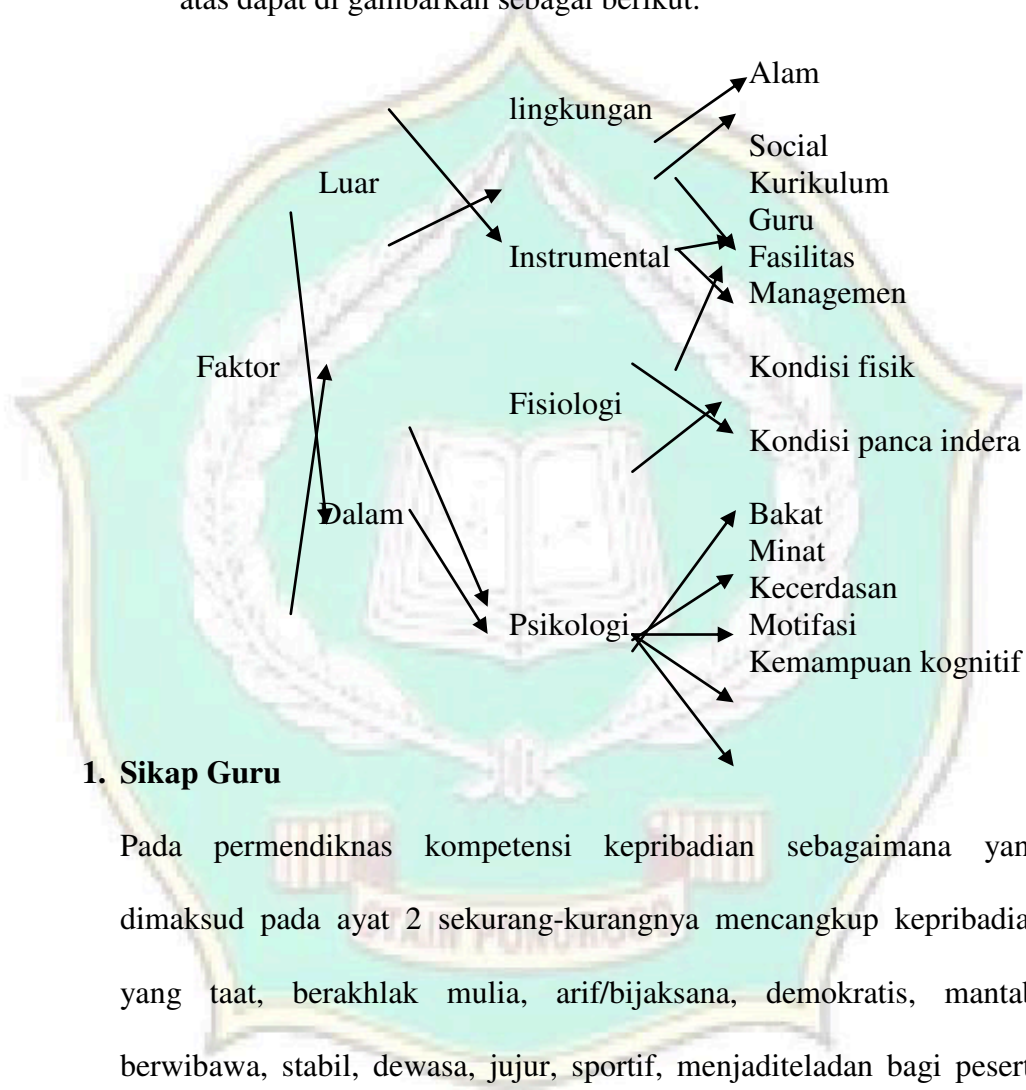 atas dapat di gambarkan sebagai berikut:
Alam
lingkungan
Social
Luar
Kurikulum
Guru
Instrumental
Fasilitas
Managemen
Faktor
Kondisi fisik
Fisiologi
Kondisi panca indera
Dalam
Bakat
Minat
Kecerdasan
Psikologi
Motifasi
Kemampuan kognitif
1. Sikap Guru
Pada permendiknas kompetensi kepribadian sebagaimana yan
dimaksud pada ayat 2 sekurang-kurangnya mencangkup kepribadia
yang taat, berakhlak mulia, arif/bijaksana, demokratis, mantab
berwibawa, stabil, dewasa, jujur, sportif, menjaditeladan bagi pesert